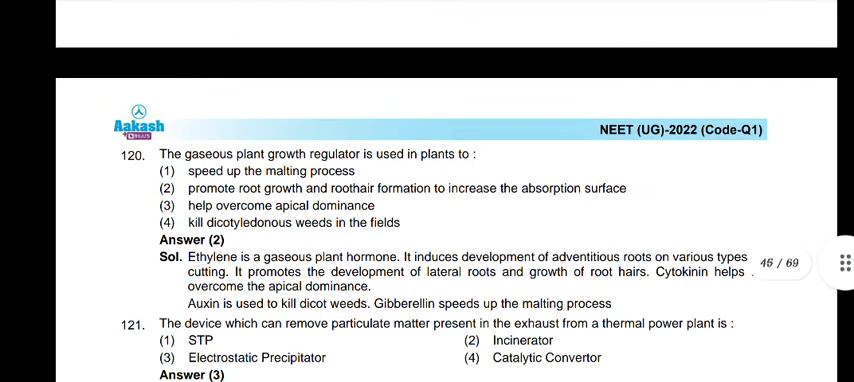 Aakash
+ BYJU'S
NEET (UG)-2022 (Code-Q1)
120. The gaseous plant growth regulator is used in plants to :
(1) speed up the malting process
(2) promote root growth and roothair formation to increase the absorption surface
(3) help overcome apical dominance
(4) kill dicotyledonous weeds in the fields
Answer (2)
Sol. Ethylene is a gaseous plant hormone. It induces development of adventitious roots on various types
cutting. It promotes the development of lateral roots and growth of root hairs. Cytokinin helps
overcome the apical dominance.
Auxin is used to kill dicot weeds. Gibberellin speeds up the malting process
46 / 69
121. The device which can remove particulate matter present in the exhaust from a thermal power plant is :
(1) STP (2) Incinerator
(3) Electrostatic Precipitator (4) Catalytic Convertor
Answer (3)